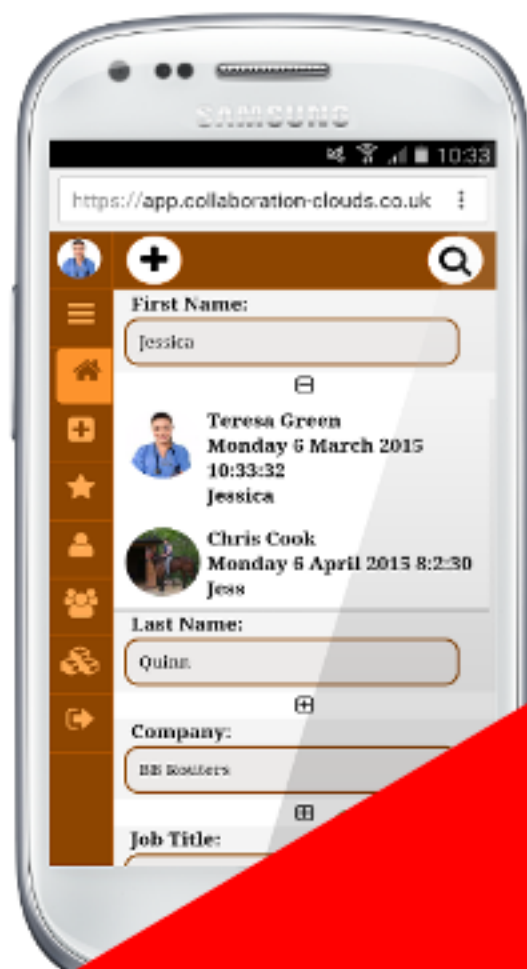 SAMSUNG
10:33
https://app.collaboration-clouds.co.uk
First Name:
Jessica
Teresa Green
Monday 6 March 2015
10:33:32
Jessica
Chris Cook
Monday 6 April 2015 8:2:30
Jess
Last Name:
Quinn
Company:
BB Routers
Job Title: